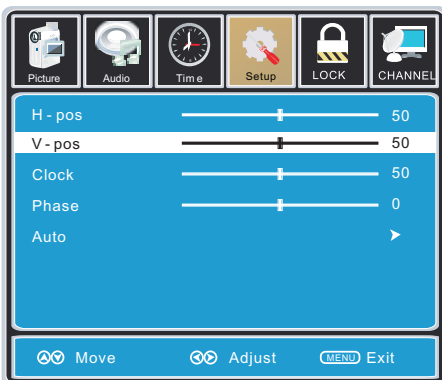 Picture Audio Time Setup LOCK CHANNEL
H - pos 50
V - pos 50
Clock 50
Phase 0
Auto
Move Adjust MENU Exit